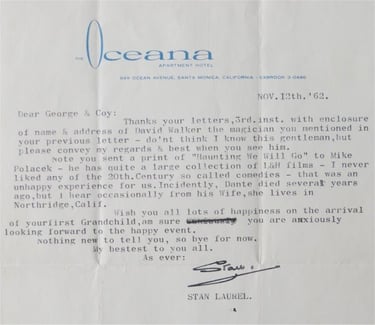 THE Oceana
APARTMENT HOTEL
849 OCEAN AVENUE, SANTA MONICA, CALIFORNIA - EXBROOK 3-0486
NOV.12th.'62.
Dear George & Coy:
Thanks your letters,3rd.inst. with enclosure
of name & address of David Walker the magician you mentioned in
your previous letter - do'nt think I know this gentleman,but
please convey my regards & best when you see him.
Note you sent a print of "Haunting We Will Go" to Mike
Polacek - he has quite a large collection of L&H films - I never
liked any of the 20th.Century so called comedies - that was an
unhappy experience for us.Incidently, Dante died several years
ago,but I hear occasionally from his Wife,she lives in
Northridge,Calif.
Wish you all lots of happiness on the arrival
of yourfirst Grandchild,am sure you are anxiously
looking forward to the happy event.
Nothing new to tell you, so bye for now.
My bestest to you all.
As ever:
Stan
STAN LAUREL.